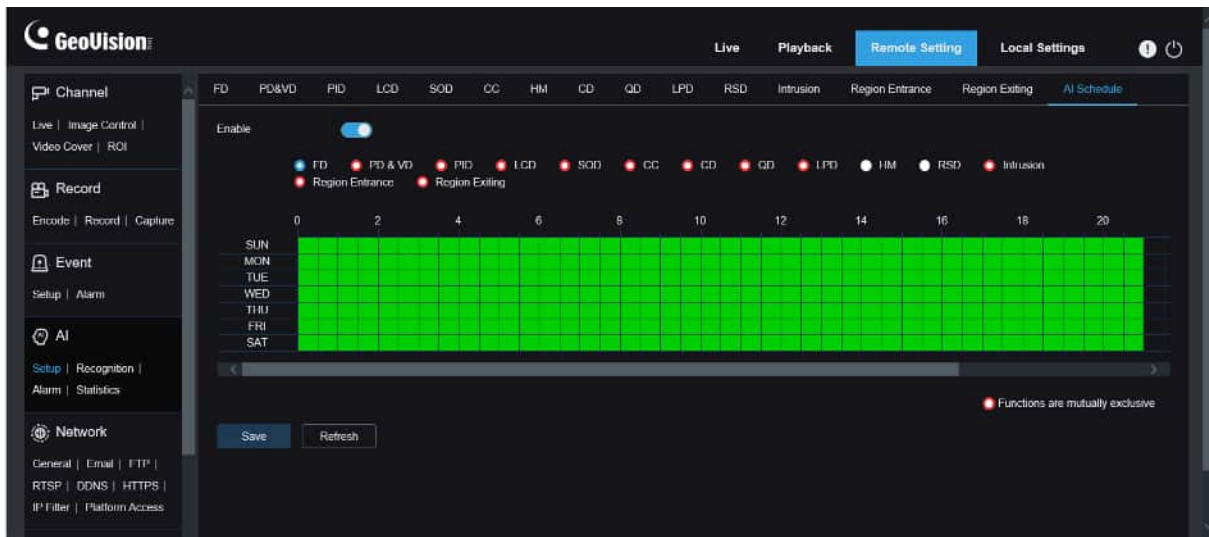 GeoVision
Live Playback Remote Setting Local Settings
Channel
Live | Image Control |
Video Cover | ROI
Record
Encode | Record | Capture
Event
Setup | Alarm
AI
Setup | Recognition |
Alarm | Statistics
Network
General | Email | FTP |
RTSP | DDNS | HTTPS |
IP Filter | Platform Access
FD PD&VD PID LCD SOD CC HM CD QD LPD RSD Intrusion Region Entrance Region Exiting AI Schedule
Enable
FD PD & VD PID LCD SOD CC CD QD LPD HM RSD Intrusion
Region Entrance Region Exiting
0 2 4 6 8 10 12 14 16 18 20
SUN
MON
TUE
WED
THU
FRI
SAT
Functions are mutually exclusive
Save Refresh